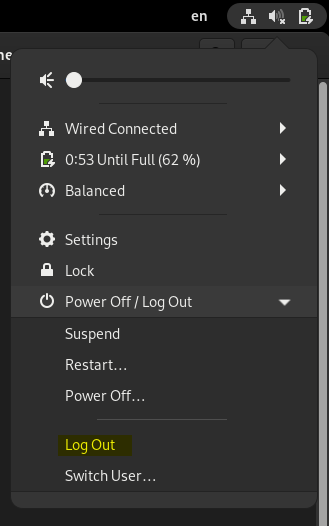 en
ne
Wired Connected
0:53 Until Full (62 %)
Balanced
Settings
Lock
Power Off / Log Out
Suspend
Restart…
Power Off…
Log Out
Switch User…